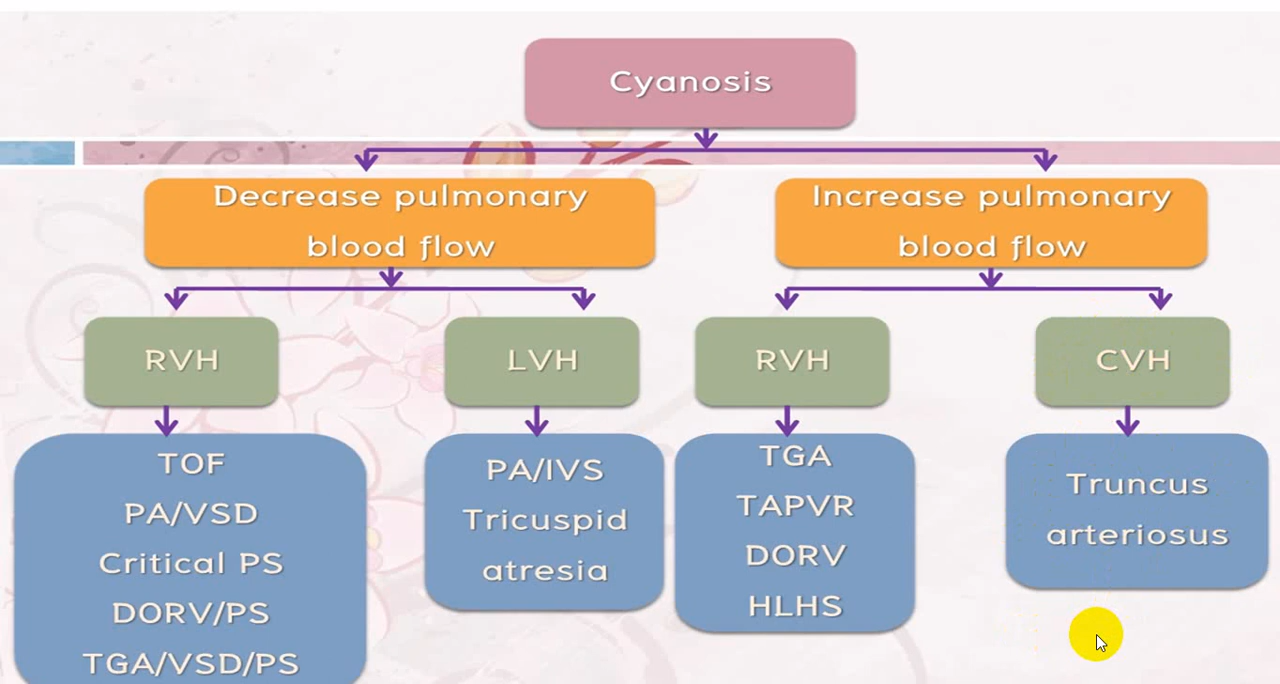 Cyanosis
Decrease pulmonary
blood flow
Increase pulmonary
blood flow
RVH
LVH
RVH
CVH
TOF
PA/VSD
Critical PS
DORV/PS
TGA/VSD/PS
PA/IVS
Tricuspid
atresia
TGA
TAPVR
DORV
HLHS
Truncus
arteriosus